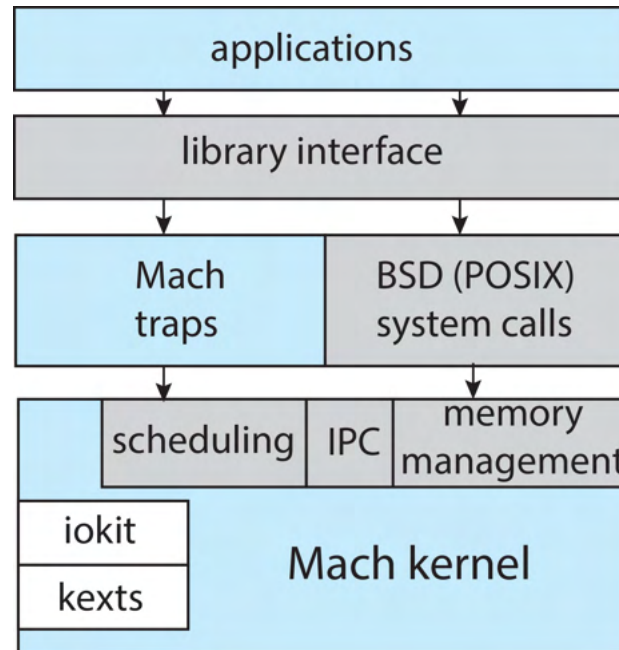 applications
library interface
Mach
traps
BSD (POSIX)
system calls
scheduling
IPC
memory
management
iokit
kexts
Mach kernel